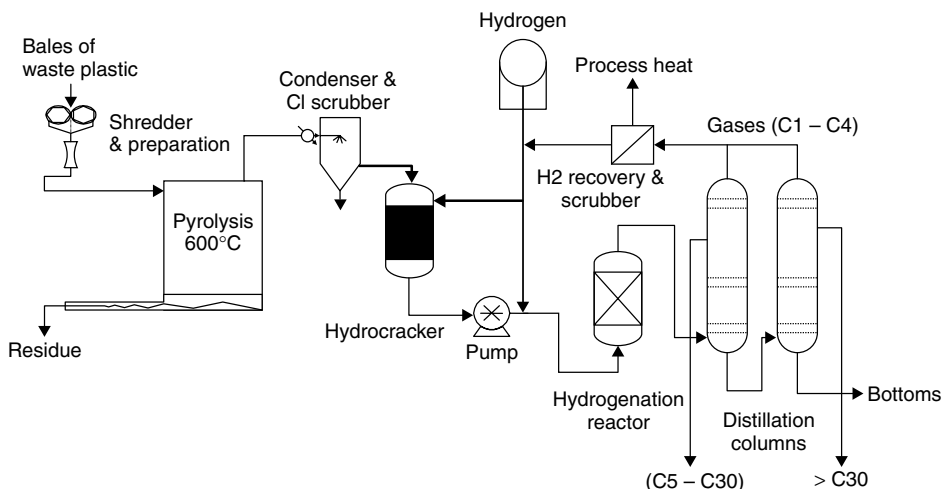 Bales of
waste plastic
Shredder
& preparation
Pyrolysis
600°C
Residue
Condenser &
Cl scrubber
Hydrocracker
Hydrogen
Pump
Process heat
H2 recovery &
scrubber
Gases (C1 – C4)
Hydrogenation
reactor
Distillation
columns
Bottoms
(C5 – C30)
> C30